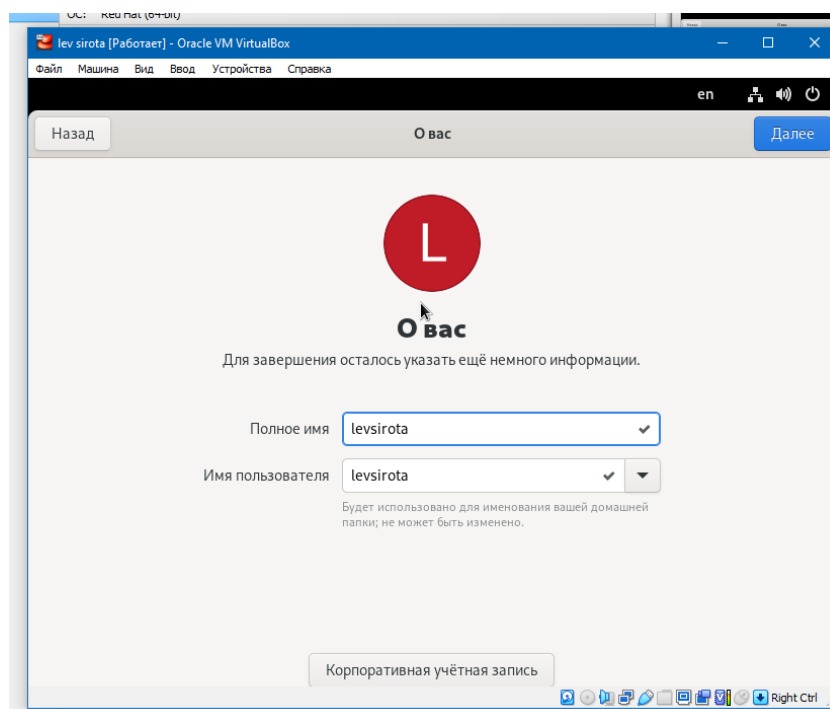 ОС: Red Hat (64-bit)
lev sirota [Работает] - Oracle VM VirtualBox
Файл Машина Вид Ввод Устройства Справка
en
Назад О вас Далее
L
О вас
Для завершения осталось указать ещё немного информации.
Полное имя levsirota
Имя пользователя levsirota
Будет использовано для именования вашей домашней
папки; не может быть изменено.
Корпоративная учётная запись
Right Ctrl